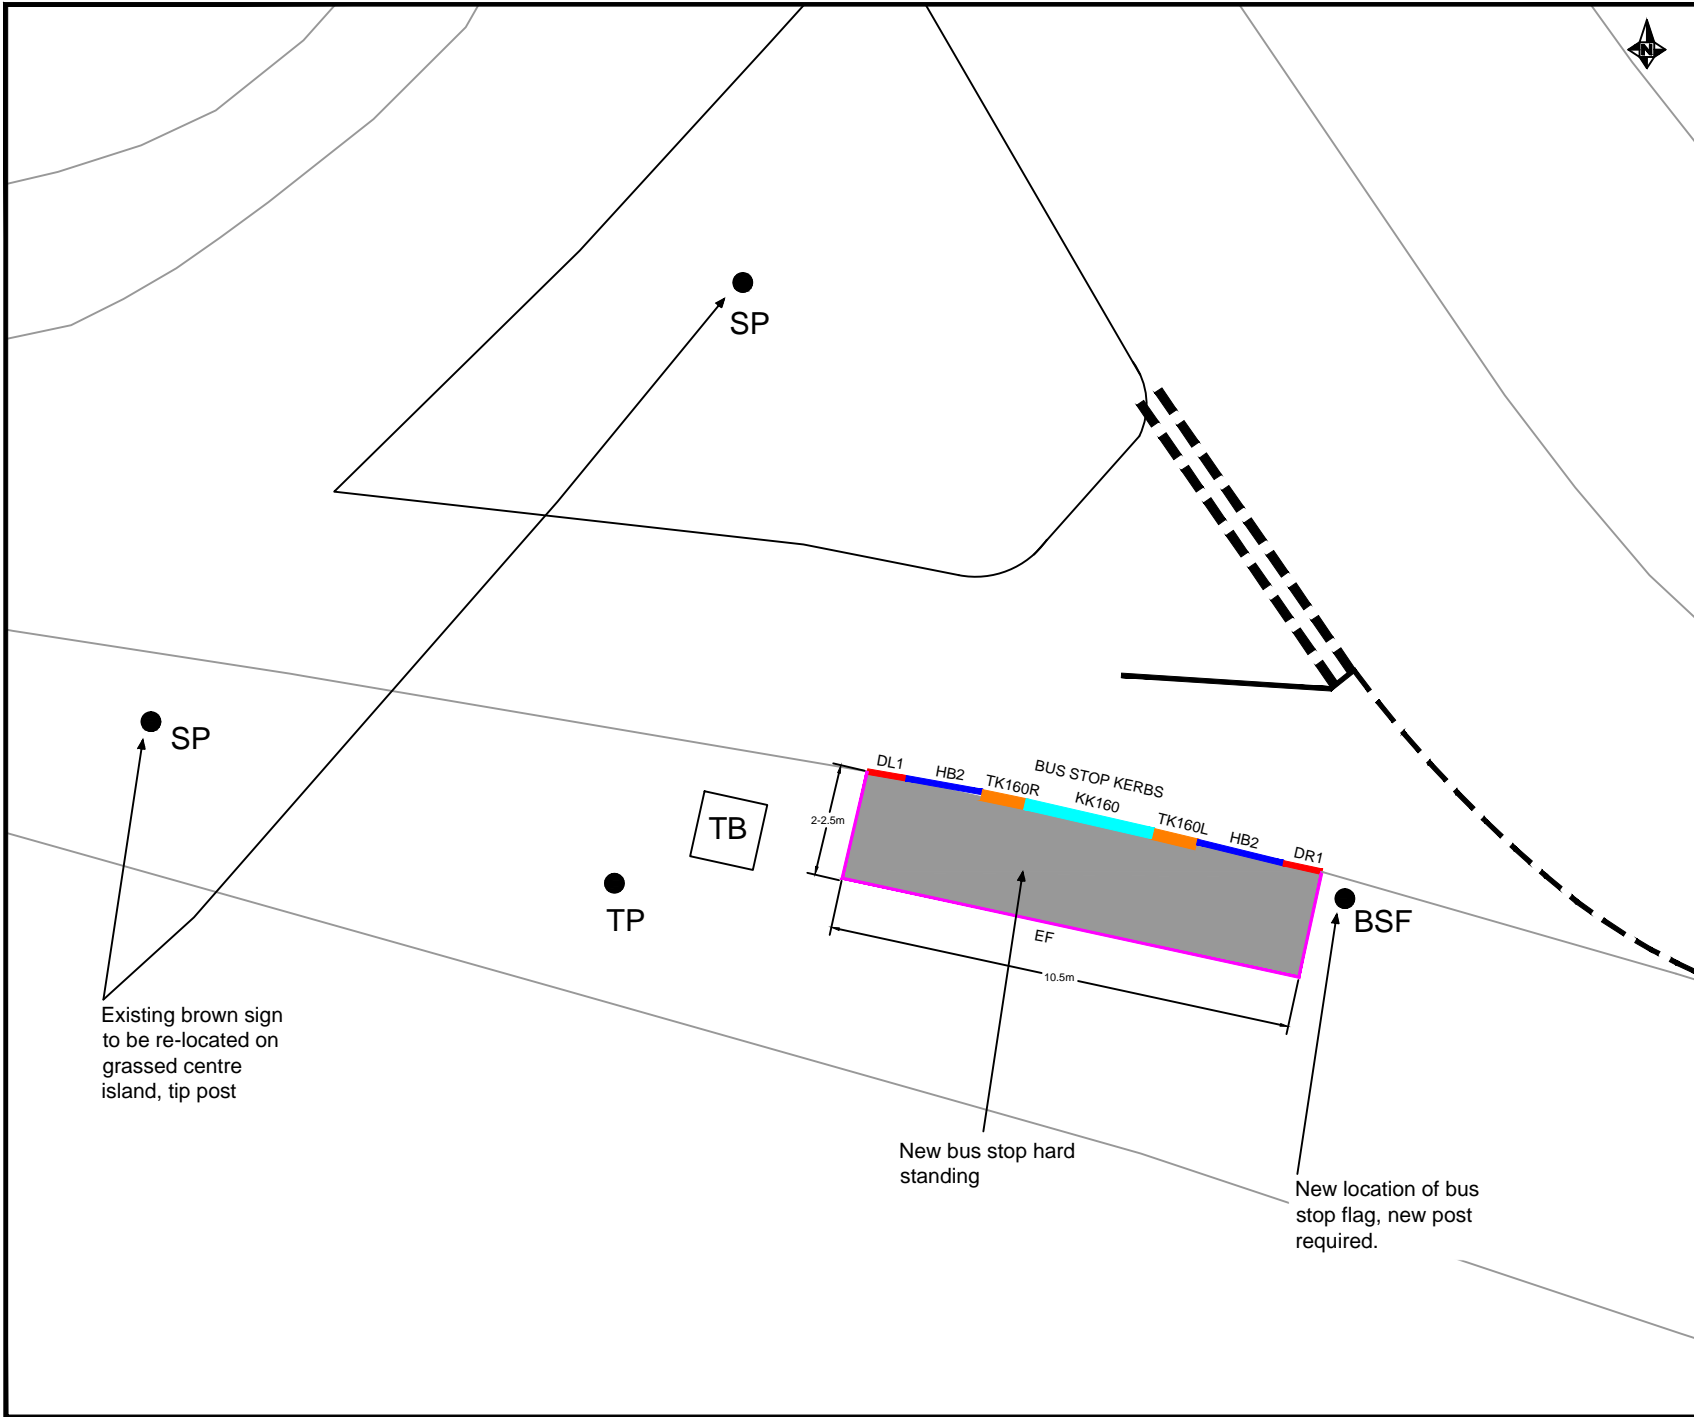 N
SP
SP
DL1
HB2
TK160R
BUS STOP KERBS
KK160
TK160L
HB2
DR1
2-2.5m
TB
TP
BSF
EF
10.5m
Existing brown sign
to be re-located on
grassed centre
island, tip post
New bus stop hard
standing
New location of bus
stop flag, new post
required.